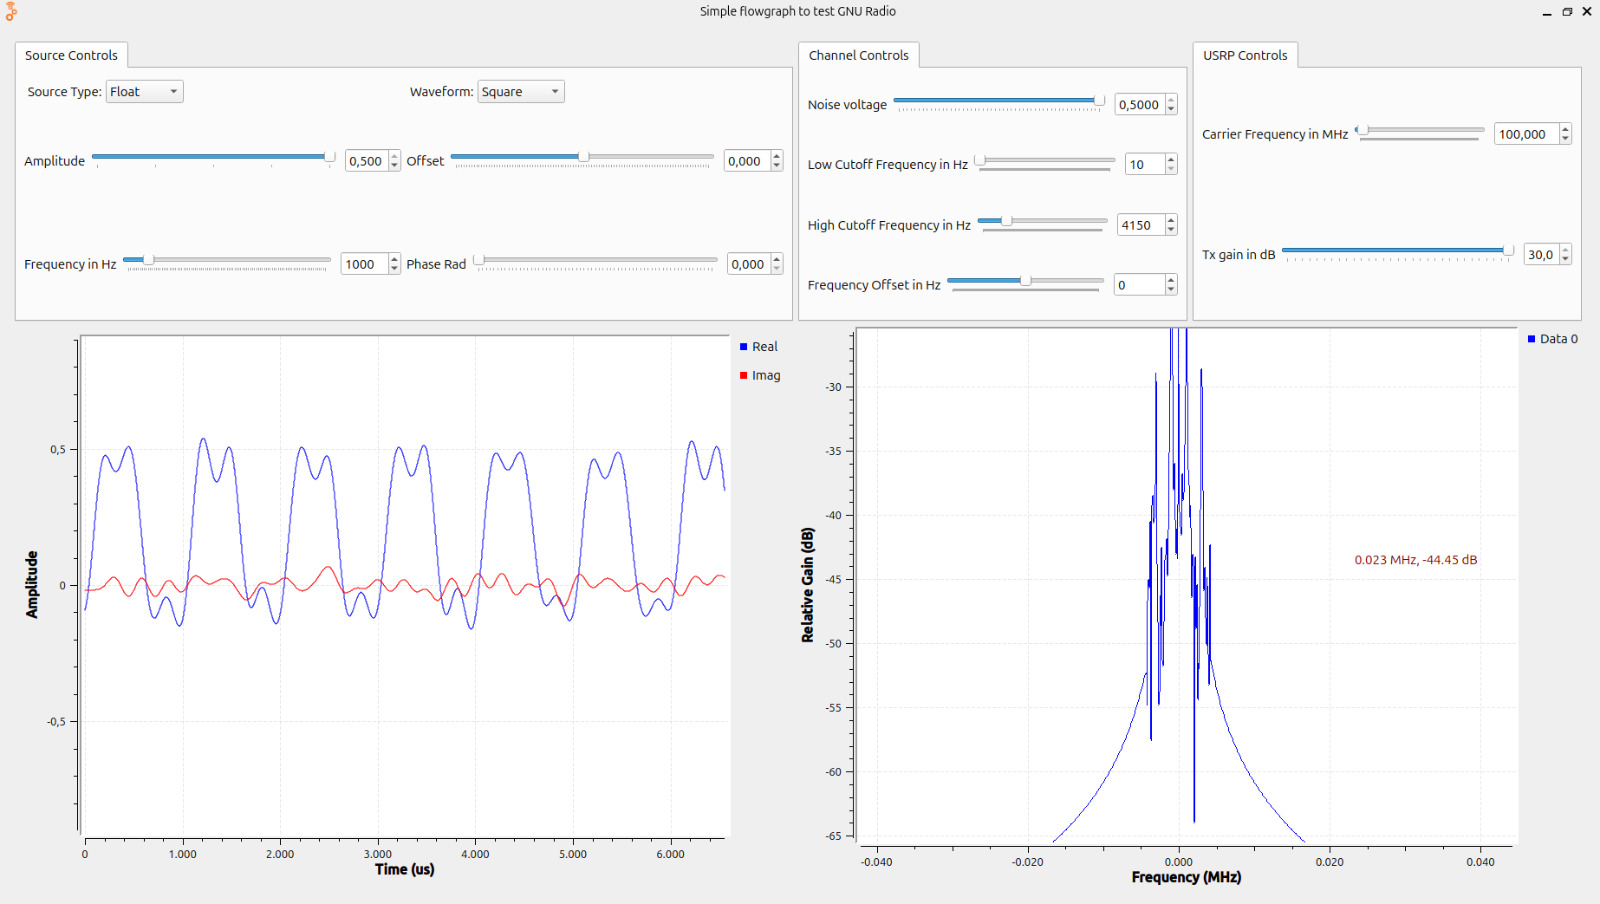 Simple flowgraph to test GNU Radio
Source Controls
Source Type: Float
Waveform: Square
Amplitude 0,500
Offset 0,000
Frequency in Hz 1000
Phase Rad 0,000
Channel Controls
Noise voltage 0,5000
Low Cutoff Frequency in Hz 10
High Cutoff Frequency in Hz 4150
Frequency Offset in Hz 0
USRP Controls
Carrier Frequency in MHz 100,000
Tx gain in dB 30,0
Real
Imag
Amplitude
0,5
0
-0,5
0 1.000 2.000 3.000 4.000 5.000 6.000
Time (us)
Data 0
Relative Gain (dB)
-30
-35
-40
-45
-50
-55
-60
-65
0.023 MHz, -44.45 dB
-0.040 -0.020 0.000 0.020 0.040
Frequency (MHz)